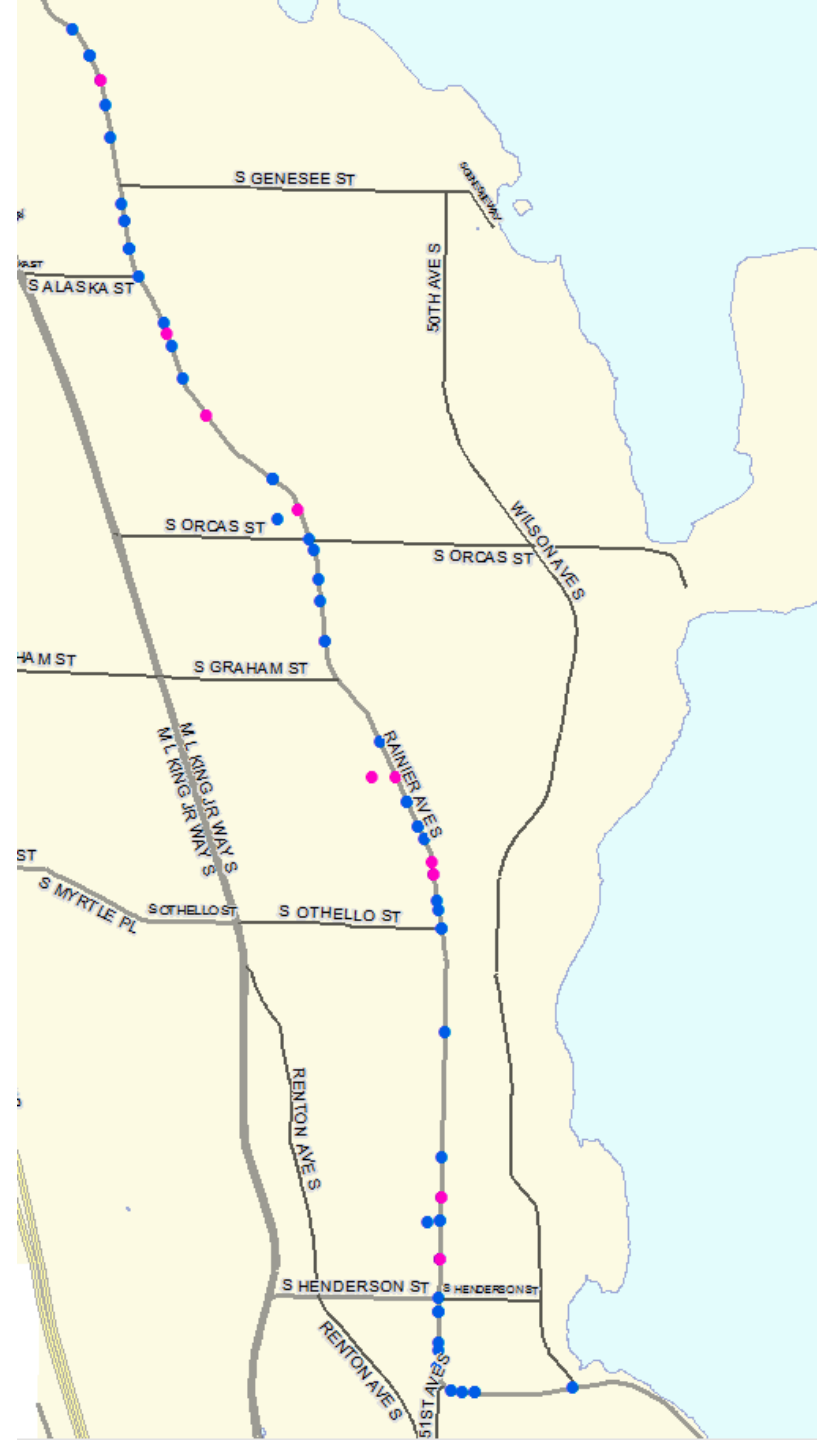 S GENESEE ST
50TH AVE S
S ALASKA ST
WILSON AVE S
S ORCAS ST
S ORCAS ST
HAM ST
S GRAHAM ST
RAINIER AVE S
M L KING JR WAY S
M L KING JR WAY S
ST
S MYRTLE PL
S OTHELLO ST
S OTHELLO ST
RENTON AVE S
S HENDERSON ST
S HENDERSON ST
RENTON AVE S
51ST AVE S